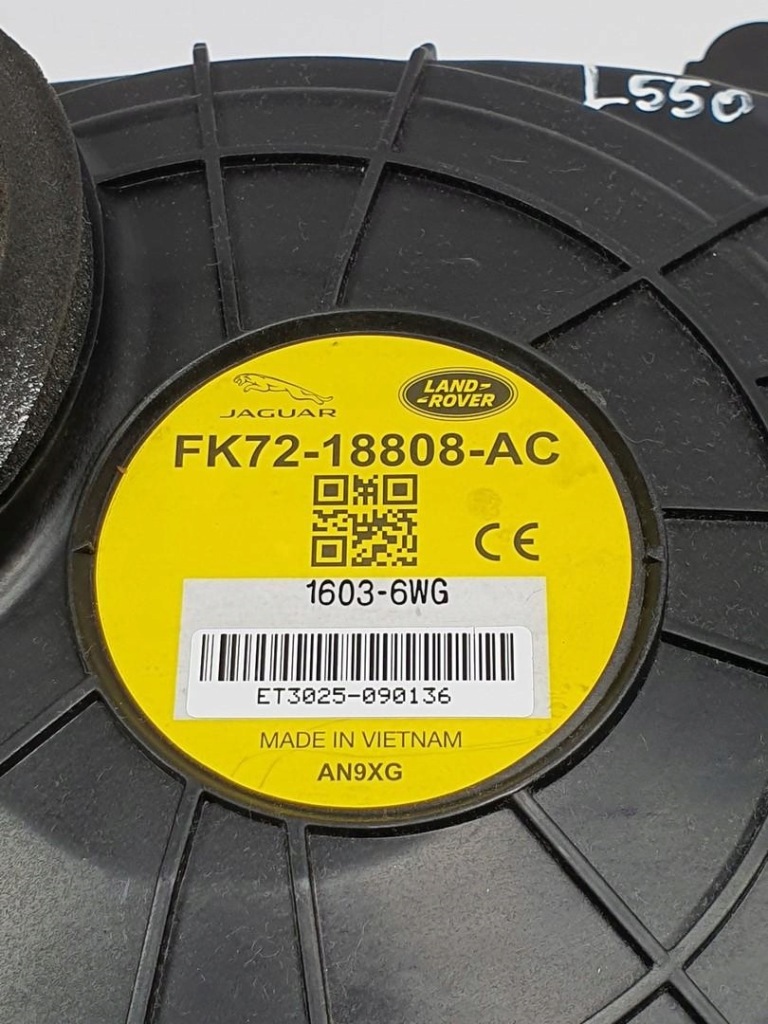 L550
JAGUAR
LAND-
-ROVER
FK72-18808-AC
CE
1603-6WG
ET3025-090136
MADE IN VIETNAM
AN9XG